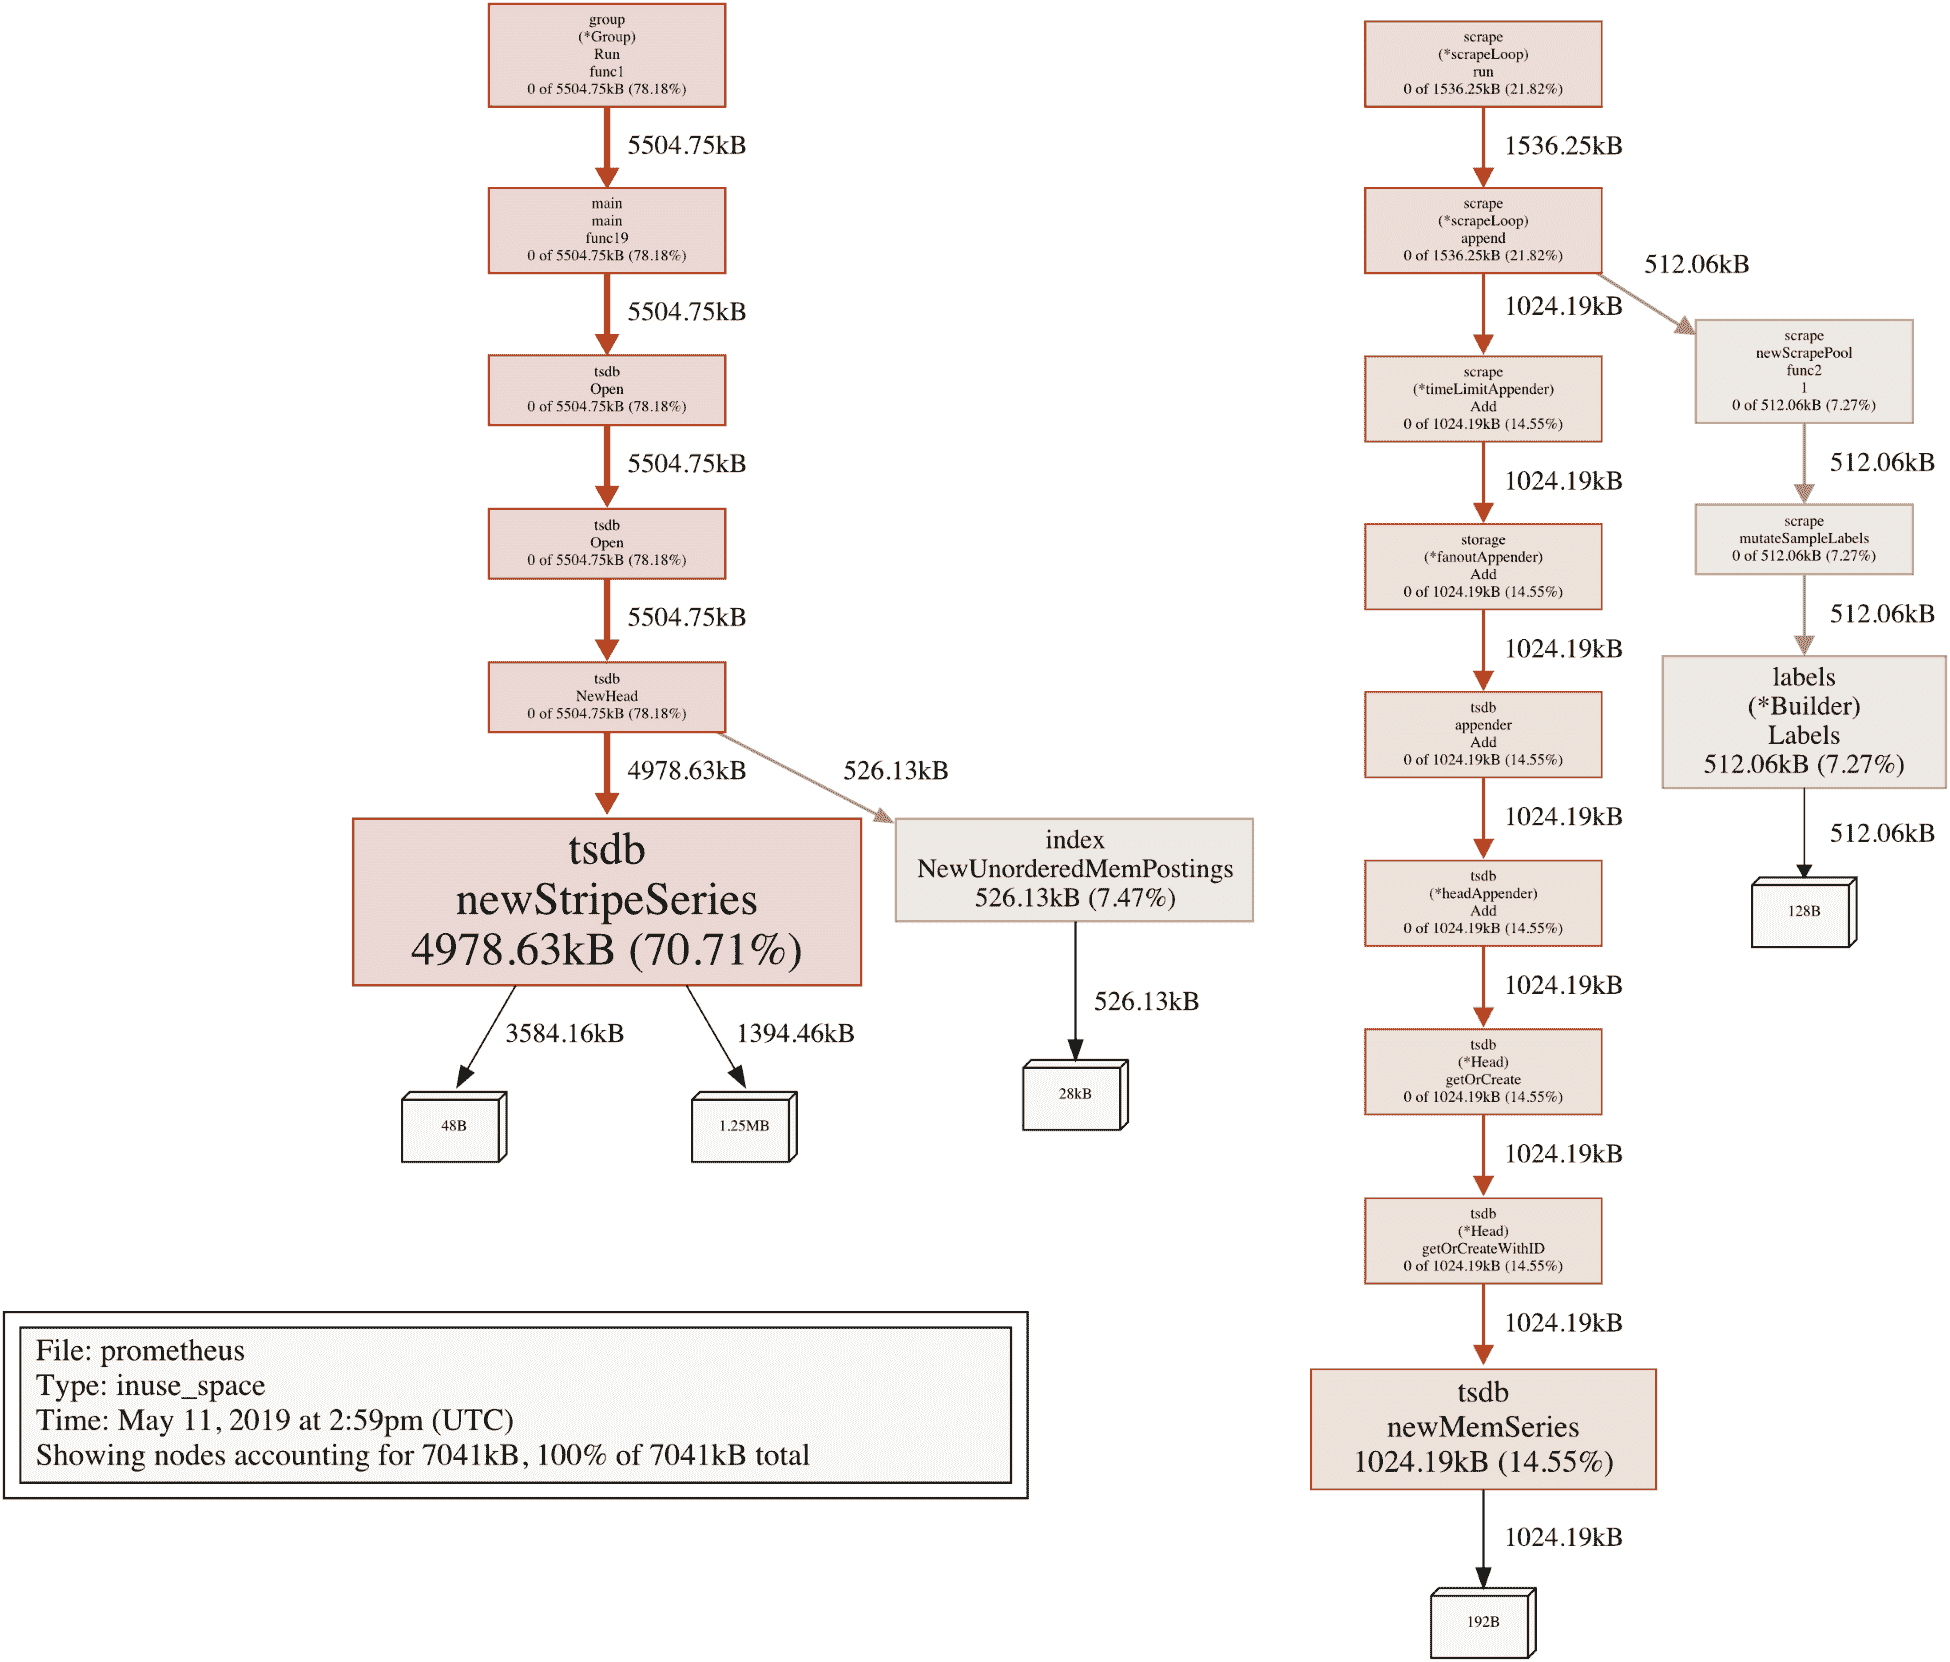 group
(*Group)
Run
func1
0 of 5504.75kB (78.18%)
5504.75kB
main
main
func19
0 of 5504.75kB (78.18%)
5504.75kB
tsdb
Open
0 of 5504.75kB (78.18%)
5504.75kB
tsdb
Open
0 of 5504.75kB (78.18%)
5504.75kB
tsdb
NewHead
0 of 5504.75kB (78.18%)
4978.63kB
526.13kB
tsdb
newStripeSeries
4978.63kB (70.71%)
index
NewUnorderedMemPostings
526.13kB (7.47%)
3584.16kB
1394.46kB
526.13kB
48B
1.25MB
28kB
scrape
(*scrapeLoop)
run
0 of 1536.25kB (21.82%)
1536.25kB
scrape
(*scrapeLoop)
append
0 of 1536.25kB (21.82%)
1024.19kB
512.06kB
scrape
(*timeLimitAppender)
Add
0 of 1024.19kB (14.55%)
1024.19kB
storage
(*fanoutAppender)
Add
0 of 1024.19kB (14.55%)
1024.19kB
tsdb
appender
Add
0 of 1024.19kB (14.55%)
1024.19kB
tsdb
(*headAppender)
Add
0 of 1024.19kB (14.55%)
1024.19kB
tsdb
(*Head)
getOrCreate
0 of 1024.19kB (14.55%)
1024.19kB
tsdb
(*Head)
getOrCreateWithID
0 of 1024.19kB (14.55%)
1024.19kB
tsdb
newMemSeries
1024.19kB (14.55%)
1024.19kB
192B
scrape
newScrapePool
func2
1
0 of 512.06kB (7.27%)
512.06kB
scrape
mutateSampleLabels
0 of 512.06kB (7.27%)
512.06kB
labels
(*Builder)
Labels
512.06kB (7.27%)
512.06kB
128B
File: prometheus
Type: inuse_space
Time: May 11, 2019 at 2:59pm (UTC)
Showing nodes accounting for 7041kB, 100% of 7041kB total